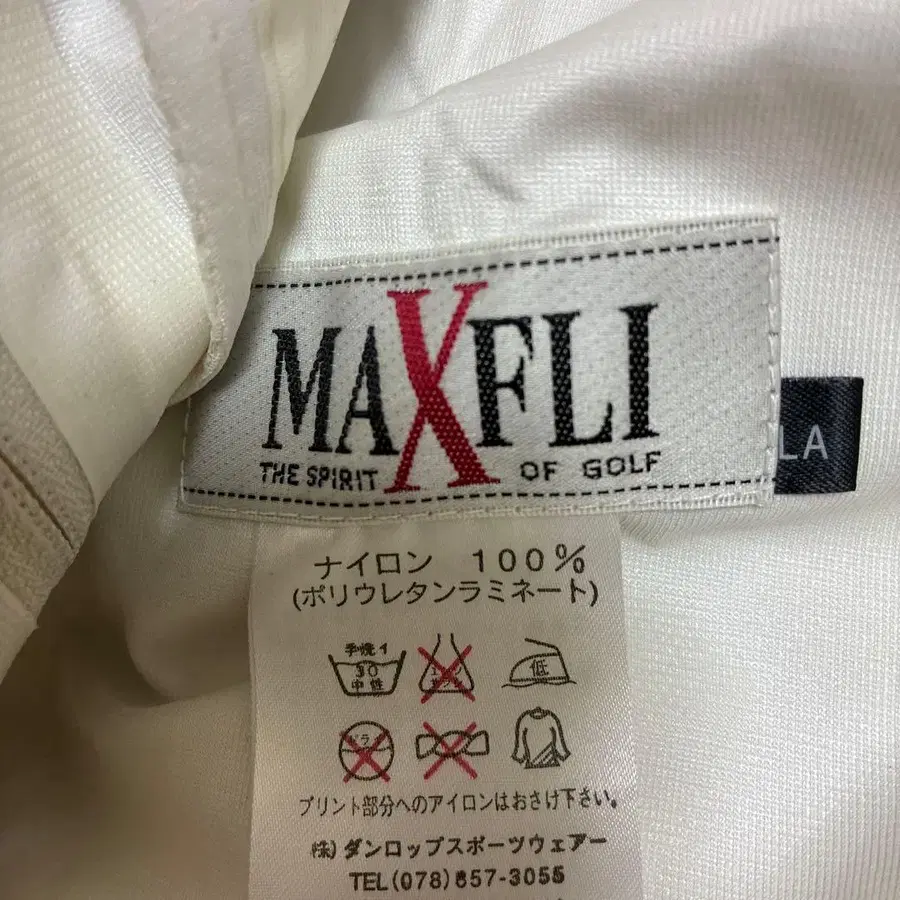 MAXFLI
THE SPIRIT OF GOLF
LA
ナイロン 100%
(ポリウレタンラミネート)
手洗イ
30
中性
低
プリント部分へのアイロンはおさけ下さい。
㈱ダンロップスポーツウェアー
TEL(078)857-3055